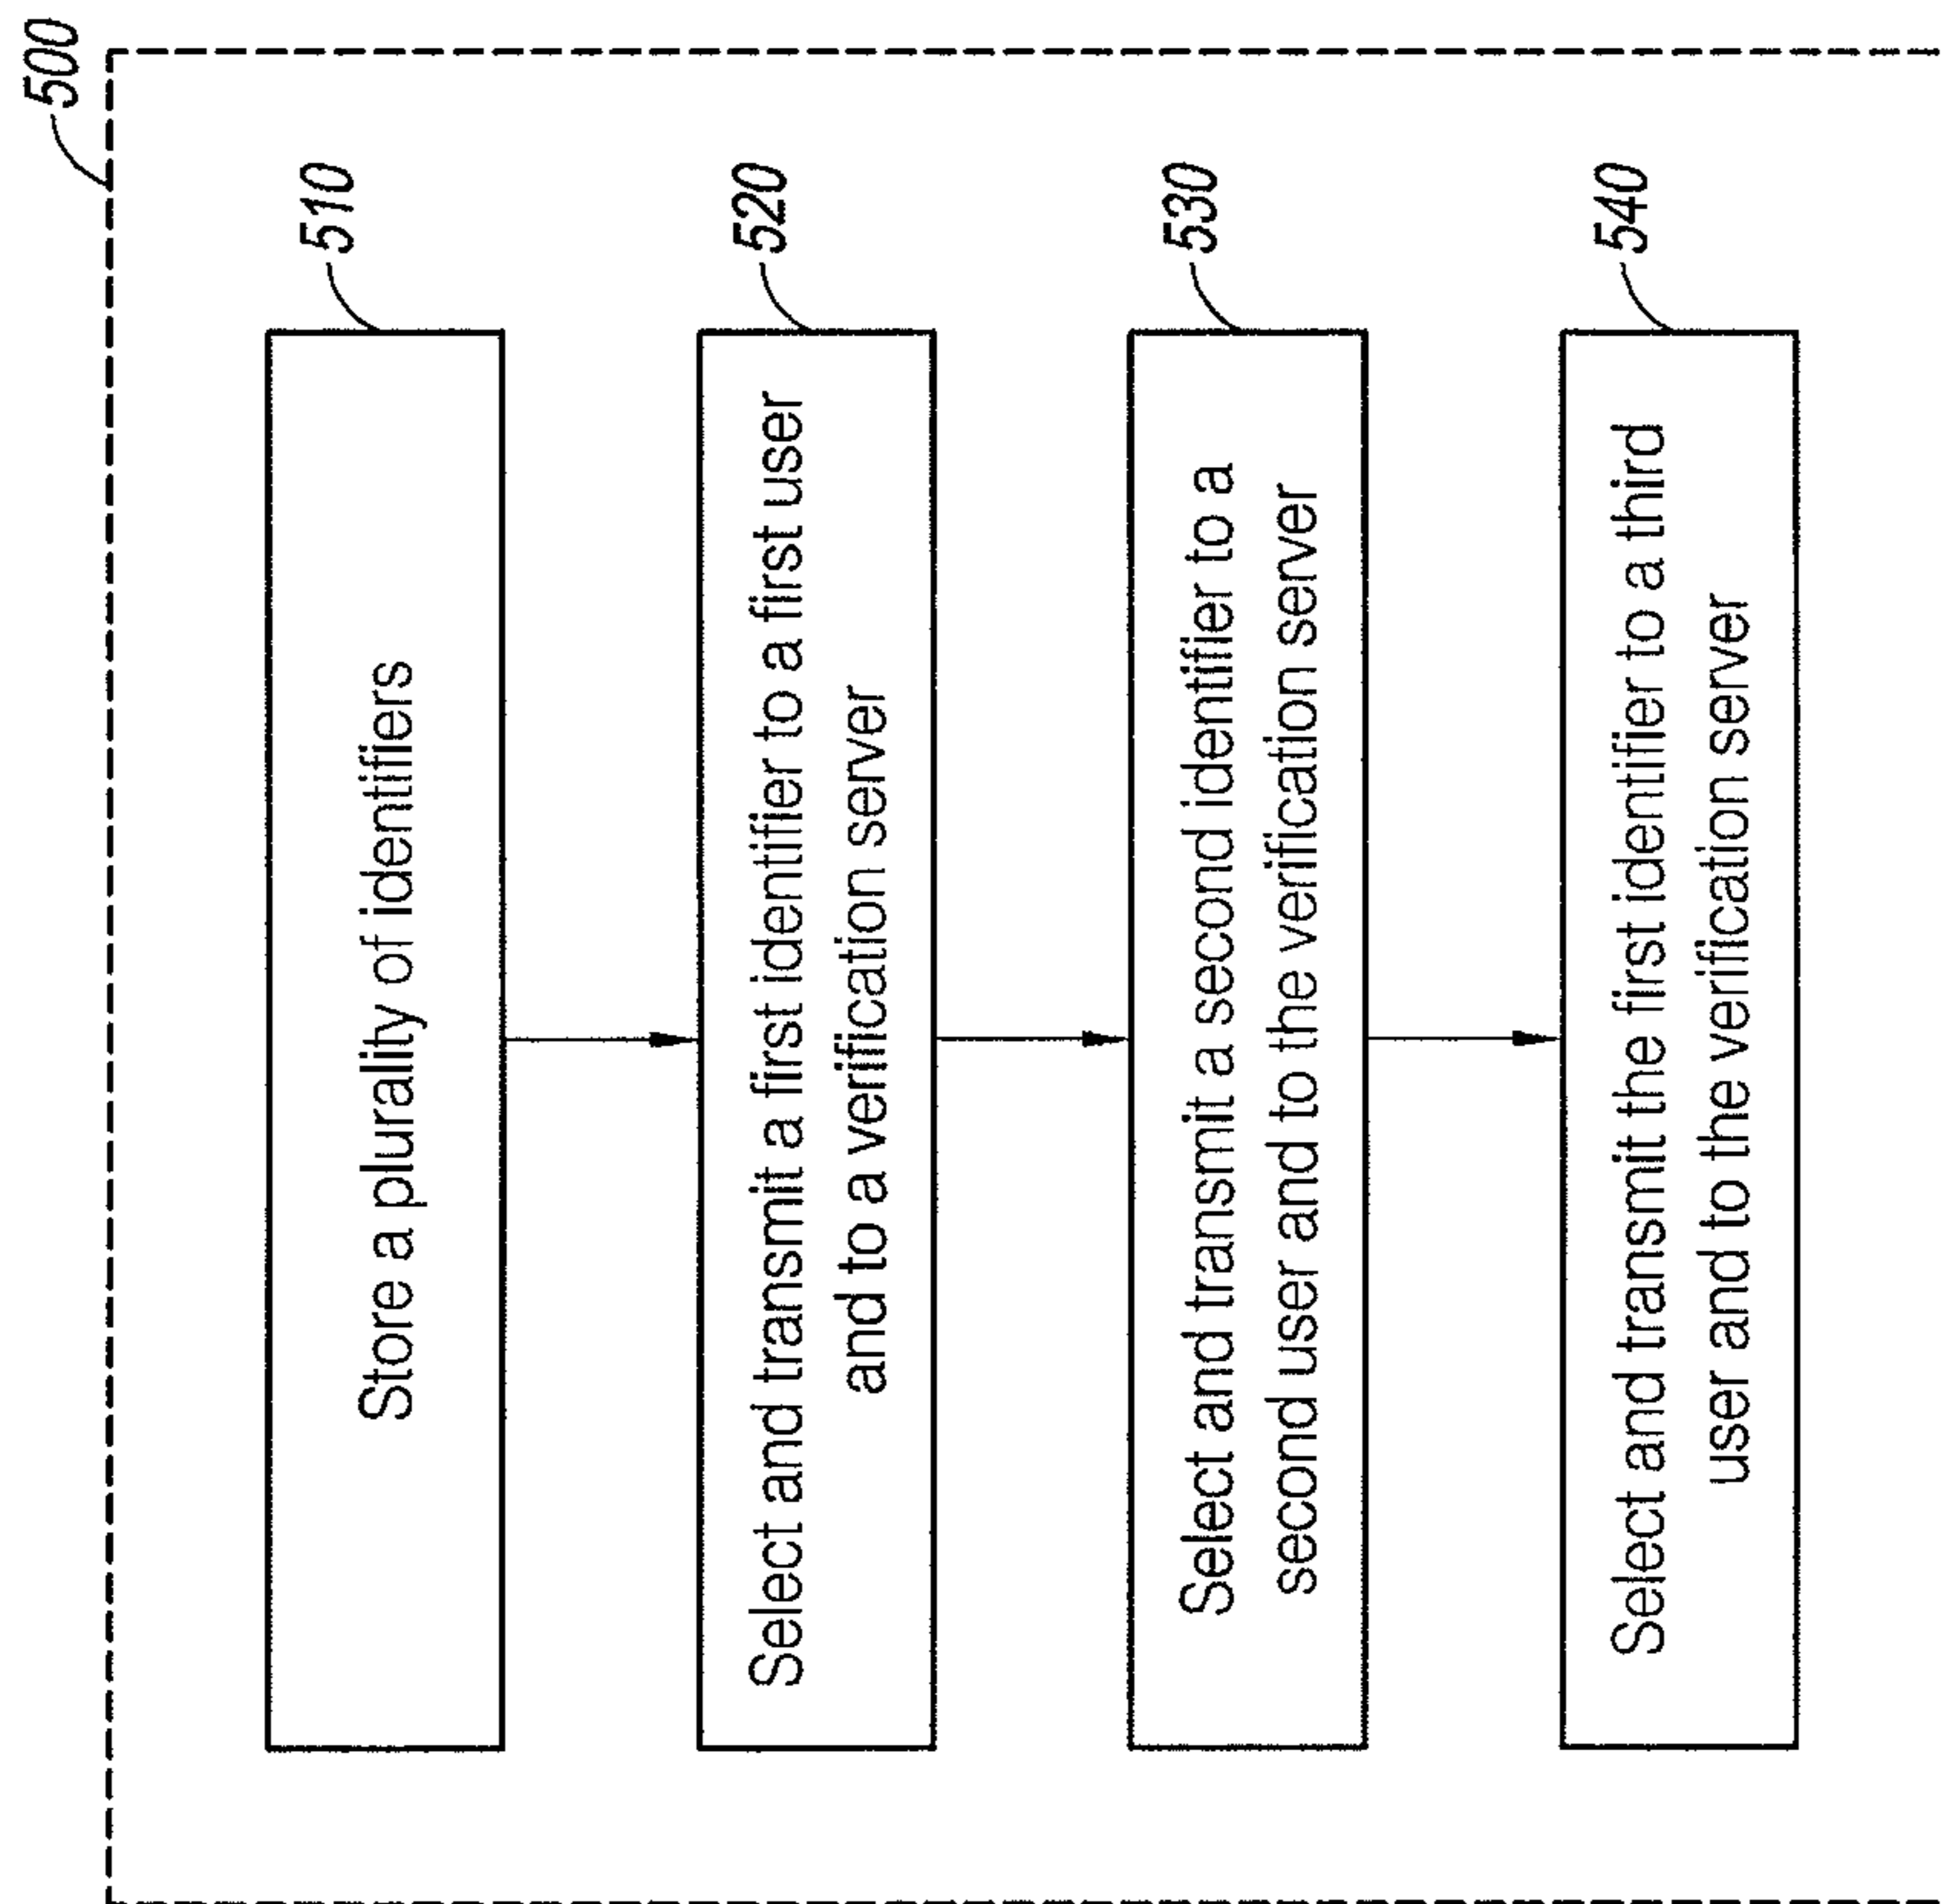 500
510
Store a plurality of identifiers
520
Select and transmit a first identifier to a first user
and to a verification server
530
Select and transmit a second identifier to a
second user and to the verification server
540
Select and transmit the first identifier to a third
user and to the verification server